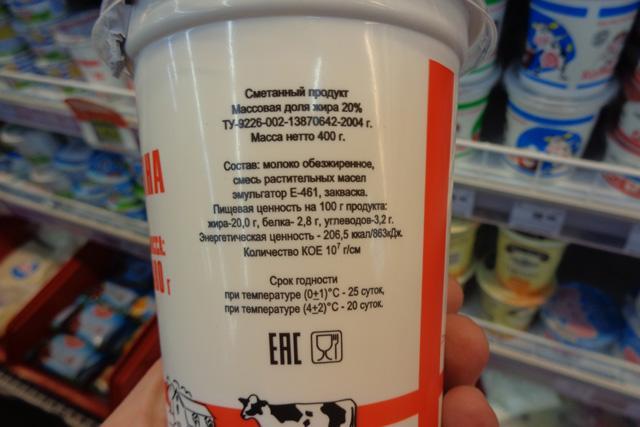 Сметанный продукт
Массовая доля жира 20%
ТУ-9226-002-13870642-2004 г.
Масса нетто 400 г.
Состав: молоко обезжиренное,
смесь растительных масел
эмульгатор Е-461, закваска.
Пищевая ценность на 100 г продукта:
жира-20,0 г, белка- 2,8 г, углеводов-3,2 г.
Энергетическая ценность - 206,5 ккал/863кДж.
Количество КОЕ 10⁷ г/см
Срок годности
при температуре (0±1)°С - 25 суток,
при температуре (4±2)°С - 20 суток.
ЕАС